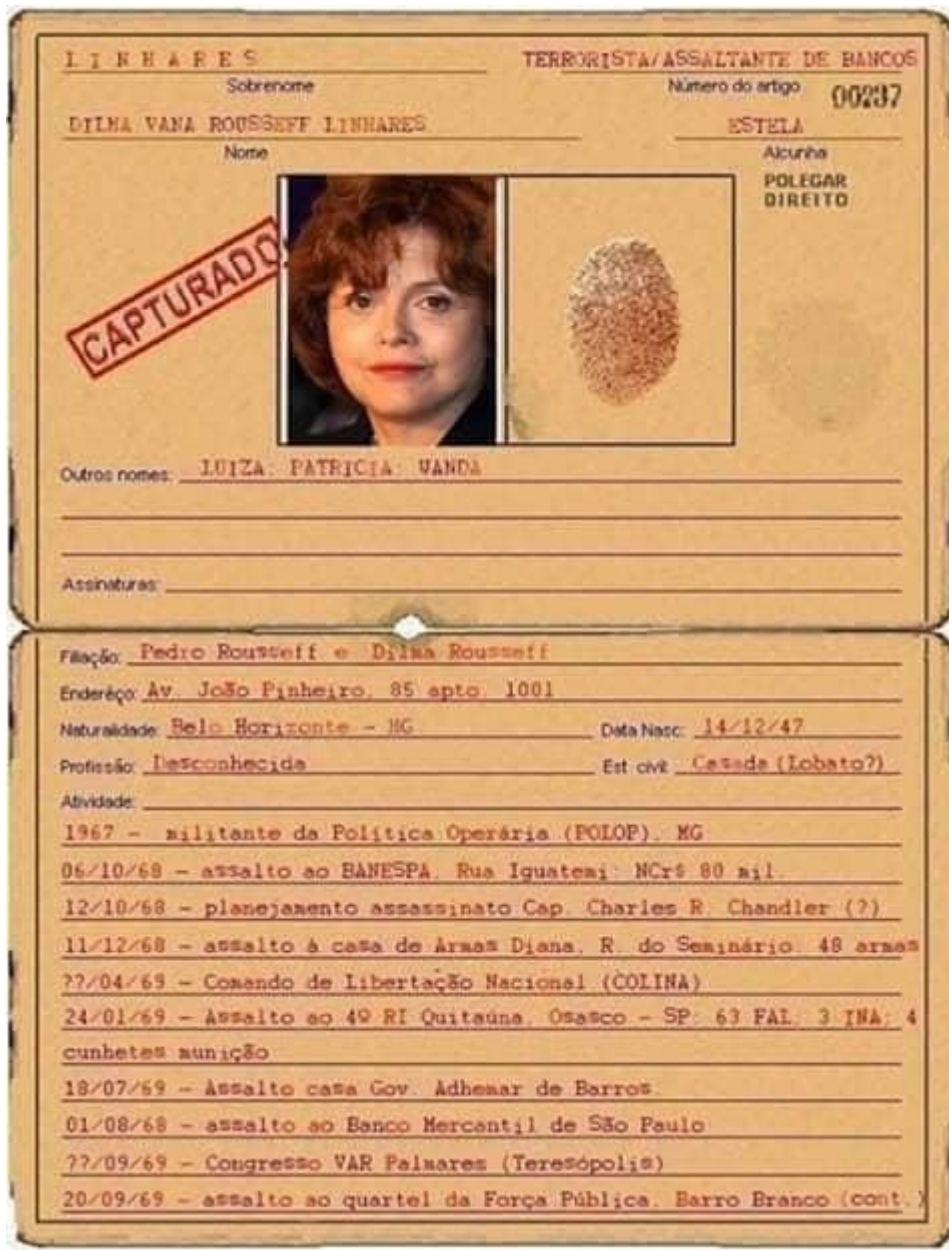 LINHARES TERRORISTA/ASSALTANTE DE BANCOS
Sobrenome Número do artigo 00237
DILMA VANA ROUSSEFF LINHARES ESTELA
Nome Alcunha
POLEGAR
DIREITO
CAPTURADO
Outros nomes: LUIZA; PATRICIA; WANDA
Assinaturas:
Filiação: Pedro Rousseff e Dilma Rousseff
Enderêço: Av. João Pinheiro, 85 apto. 1001
Naturalidade: Belo Horizonte - MG Data Nasc: 14/12/47
Profissão: Desconhecida Est. civil: Casada (Lobato?)
Atividade:
1967 - militante da Política Operária (POLOP), MG
06/10/68 - assalto ao BANESPA, Rua Iguatemi: NCr$ 80 mil.
12/10/68 - planejamento assassinato Cap. Charles R. Chandler (?)
11/12/68 - assalto à casa de Armas Diana, R. do Seminário, 48 armas
??/04/69 - Comando de Libertação Nacional (COLINA)
24/01/69 - Assalto ao 4º RI Quitaúna, Osasco - SP: 63 FAL; 3 INA; 4
cunhetes munição
18/07/69 - Assalto casa Gov. Adhemar de Barros.
01/08/68 - assalto ao Banco Mercantil de São Paulo
??/09/69 - Congresso VAR Palmares (Teresópolis)
20/09/69 - assalto ao quartel da Força Pública, Barro Branco (cont.)